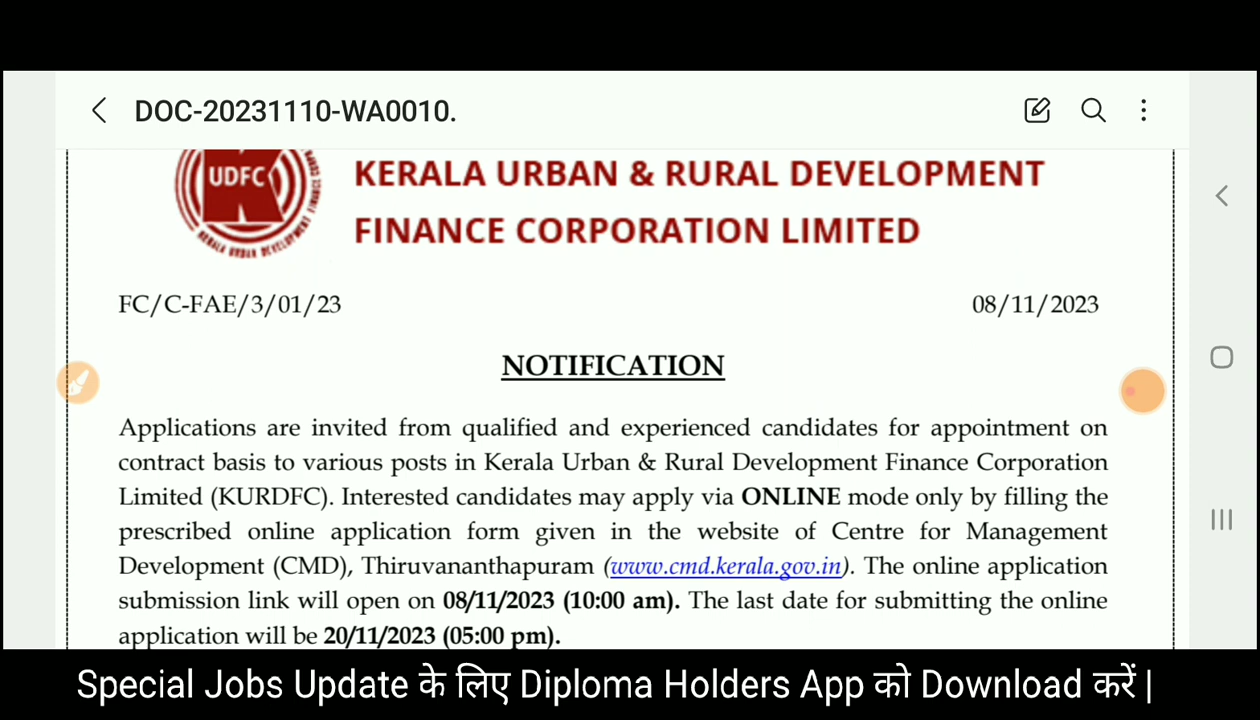 DOC-20231110-WA0010.
UDFC
KERALA URBAN & RURAL DEVELOPMENT
FINANCE CORPORATION LIMITED
KERALA URBAN DEVELOPMENT FINANCE CORPO
FC/C-FAE/3/01/23
08/11/2023
NOTIFICATION
Applications are invited from qualified and experienced candidates for appointment on
contract basis to various posts in Kerala Urban & Rural Development Finance Corporation
Limited (KURDFC). Interested candidates may apply via ONLINE mode only by filling the
prescribed online application form given in the website of Centre for Management
Development (CMD), Thiruvananthapuram (www.cmd.kerala.gov.in). The online application
submission link will open on 08/11/2023 (10:00 am). The last date for submitting the online
application will be 20/11/2023 (05:00 pm).
Special Jobs Update के लिए Diploma Holders App को Download करें |